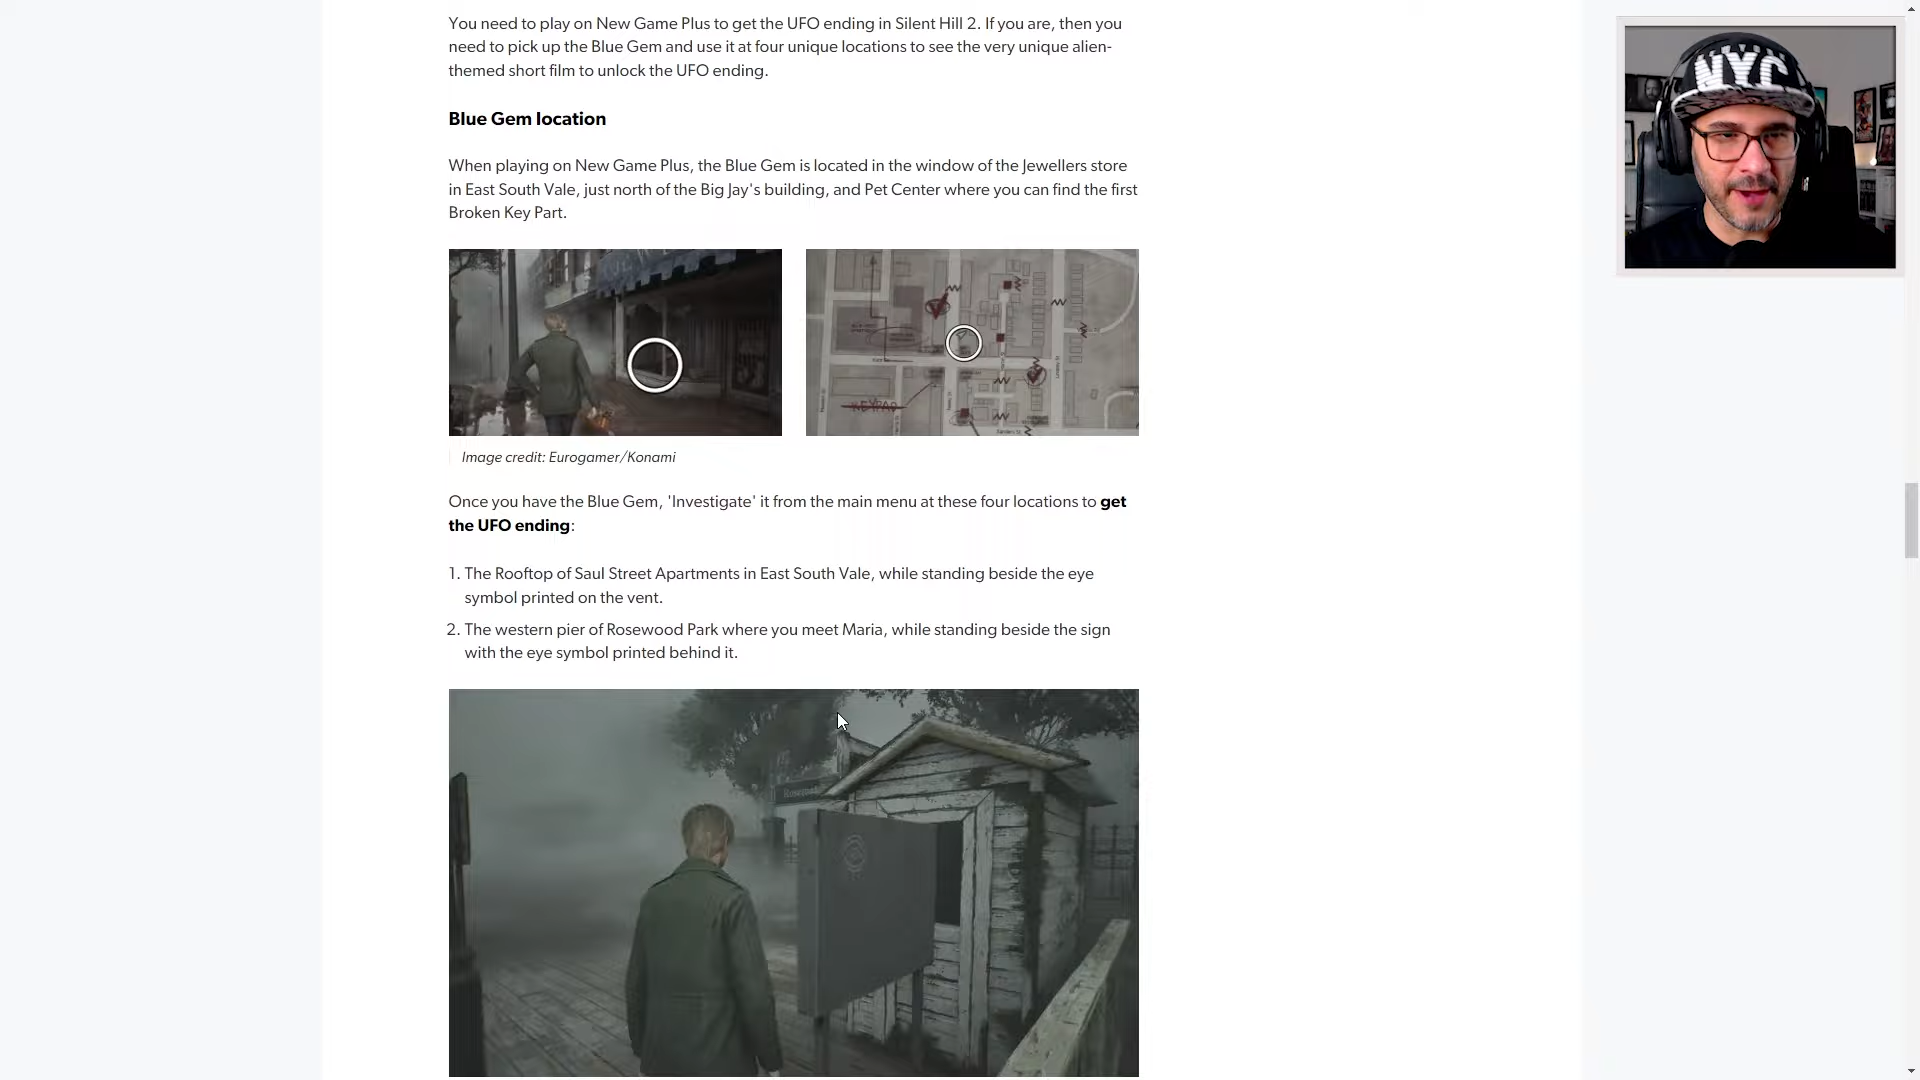 You need to play on New Game Plus to get the UFO ending in Silent Hill 2. If you are, then you
need to pick up the Blue Gem and use it at four unique locations to see the very unique alien-
themed short film to unlock the UFO ending.
Blue Gem location
When playing on New Game Plus, the Blue Gem is located in the window of the Jewellers store
in East South Vale, just north of the Big Jay's building, and Pet Center where you can find the first
Broken Key Part.
KEYPAD
Image credit: Eurogamer/Konami
Once you have the Blue Gem, 'Investigate' it from the main menu at these four locations to get
the UFO ending:
1. The Rooftop of Saul Street Apartments in East South Vale, while standing beside the eye
symbol printed on the vent.
2. The western pier of Rosewood Park where you meet Maria, while standing beside the sign
with the eye symbol printed behind it.
NYC